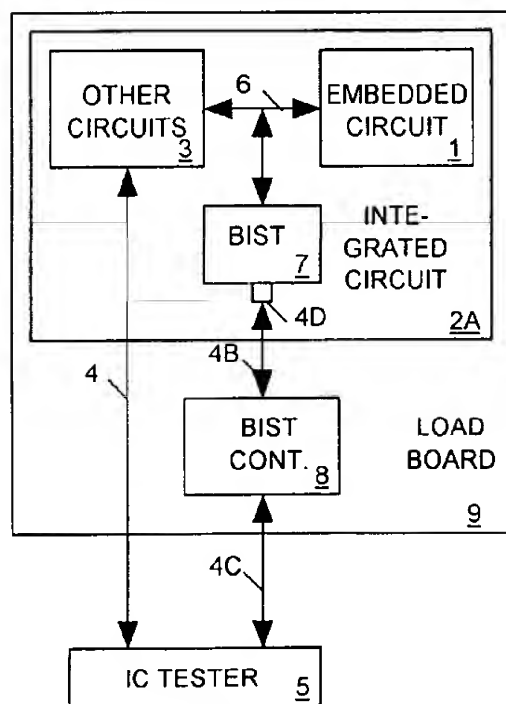 6
OTHER
CIRCUITS
3
EMBEDDED
CIRCUIT
1
BIST
7
INTE-
GRATED
CIRCUIT
2A
4D
4B
4
BIST
CONT.
8
LOAD
BOARD
9
4C
IC TESTER
5